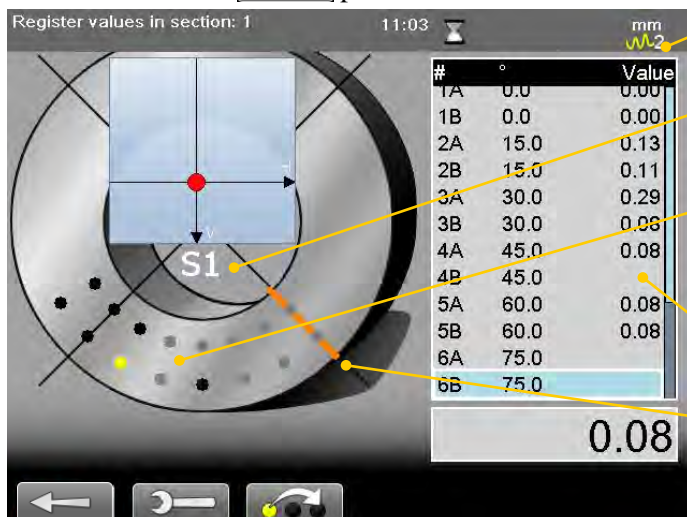 Register values in section: 1 11:03 mm
2
# ° Value
1A 0.0 0.00
1B 0.0 0.00
2A 15.0 0.13
2B 15.0 0.11
3A 30.0 0.29
3B 30.0 0.08
4A 45.0 0.08
4B 45.0
5A 60.0 0.08
5B 60.0 0.08
6A 75.0
6B 75.0
S1
0.08